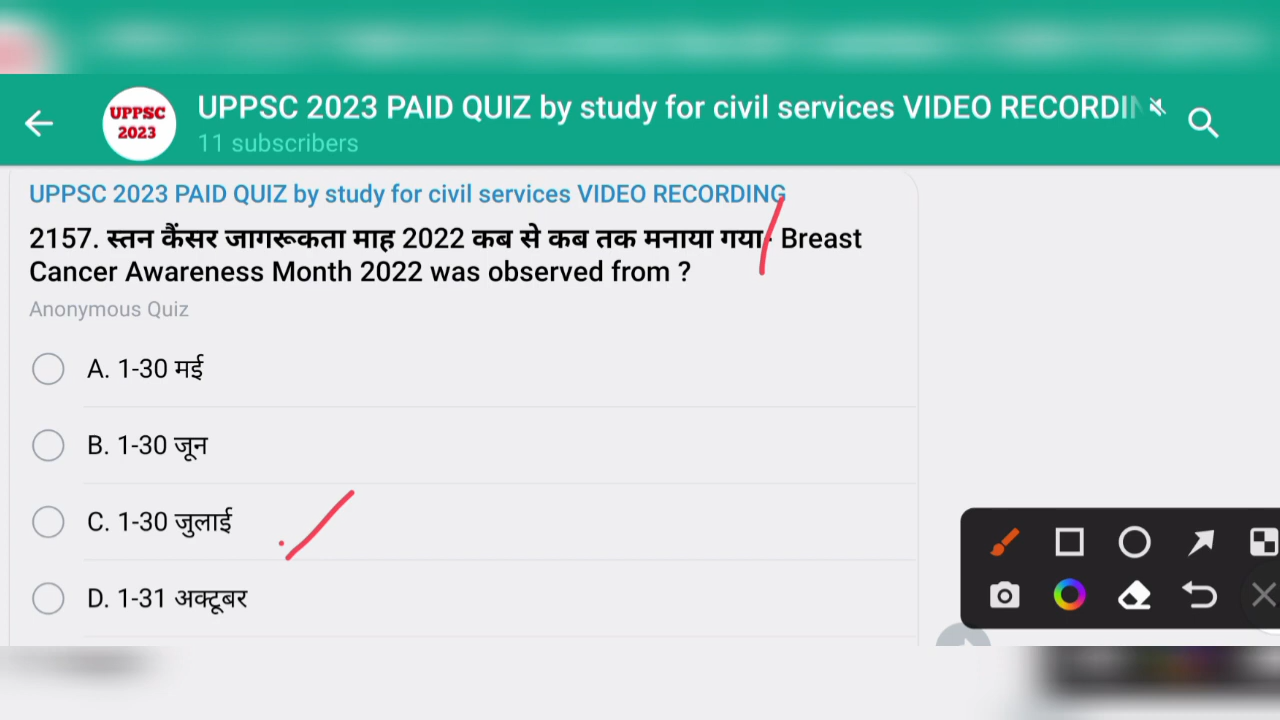 UPPSC
2023
UPPSC 2023 PAID QUIZ by study for civil services VIDEO RECORDIN
11 subscribers
UPPSC 2023 PAID QUIZ by study for civil services VIDEO RECORDING
2157. स्तन कैंसर जागरूकता माह 2022 कब से कब तक मनाया गया- Breast
Cancer Awareness Month 2022 was observed from ?
Anonymous Quiz
A. 1-30 मई
B. 1-30 जून
C. 1-30 जुलाई
D. 1-31 अक्टूबर